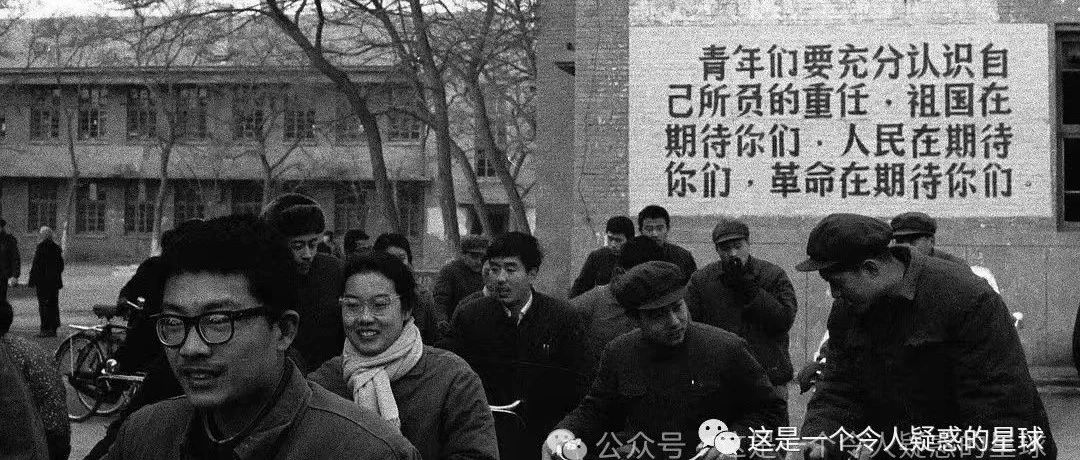 青年们要充分认识自
己所负的重任．祖国在
期待你们．人民在期待
你们．革命在期待你们。
公众号
这是一个令人疑惑的星球